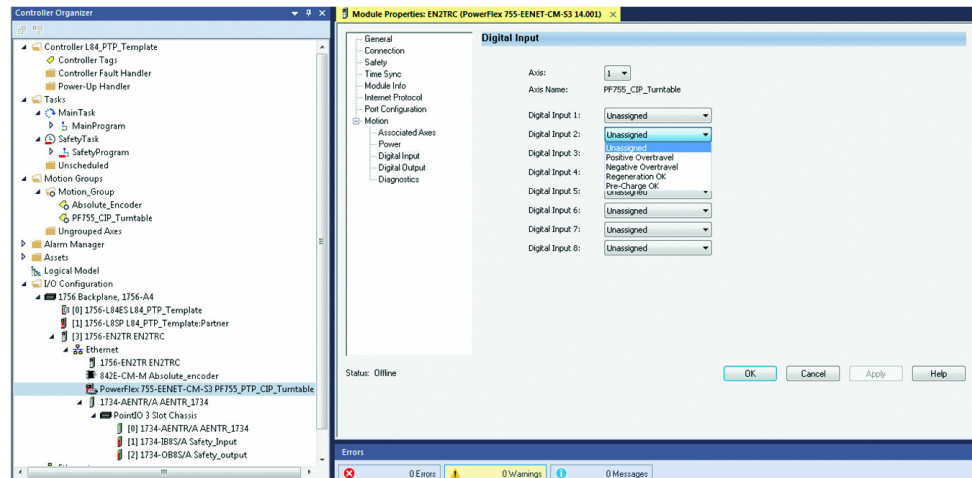 Controller Organizer
Controller L84_PTP_Template
Controller Tags
Controller Fault Handler
Power-Up Handler
Tasks
MainTask
MainProgram
SafetyTask
SafetyProgram
Unscheduled
Motion Groups
Motion_Group
Absolute_Encoder
PF755_CIP_Turntable
Ungrouped Axes
Alarm Manager
Assets
Logical Model
I/O Configuration
1756 Backplane, 1756-A4
[0] 1756-L84ES L84_PTP_Template
[1] 1756-L8SP L84_PTP_Template:Partner
[3] 1756-EN2TR EN2TRC
Ethernet
1756-EN2TR EN2TRC
842E-CM-M Absolute_encoder
PowerFlex 755-EENET-CM-S3 PF755_PTP_CIP_Turntable
1734-AENTR/A AENTR_1734
PointIO 3 Slot Chassis
[0] 1734-AENTR/A AENTR_1734
[1] 1734-IB8S/A Safety_Input
[2] 1734-OB8S/A Safety_output
Module Properties: EN2TRC (PowerFlex 755-EENET-CM-S3 14.001)
General
Connection
Safety
Time Sync
Module Info
Internet Protocol
Port Configuration
Motion
Associated Axes
Power
Digital Input
Digital Output
Diagnostics
Digital Input
Axis: 1
Axis Name: PF755_CIP_Turntable
Digital Input 1: Unassigned
Digital Input 2: Unassigned
Unassigned
Positive Overtravel
Digital Input 3:
Negative Overtravel
Digital Input 4:
Regeneration OK
Pre-Charge OK
Digital Input 5: Unassigned
Digital Input 6: Unassigned
Digital Input 7: Unassigned
Digital Input 8: Unassigned
Status: Offline
OK Cancel Apply Help
Errors
0 Errors 0 Warnings 0 Messages